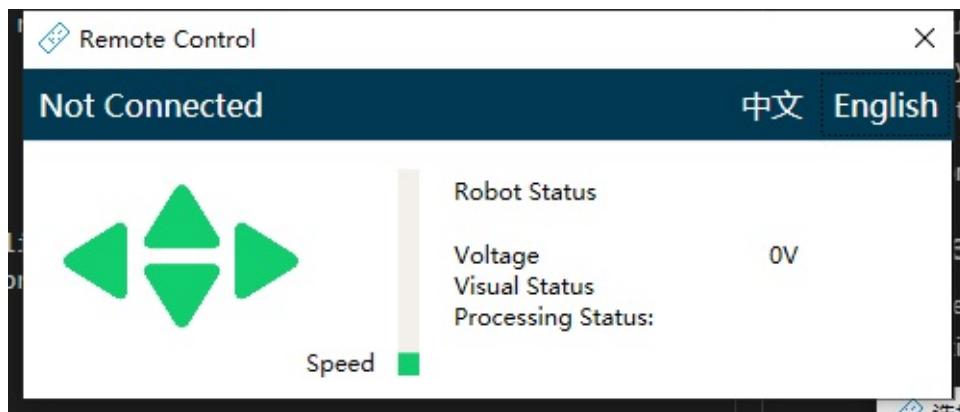 Remote Control
Not Connected
中文 English
Robot Status
Voltage 0V
Visual Status
Processing Status:
Speed